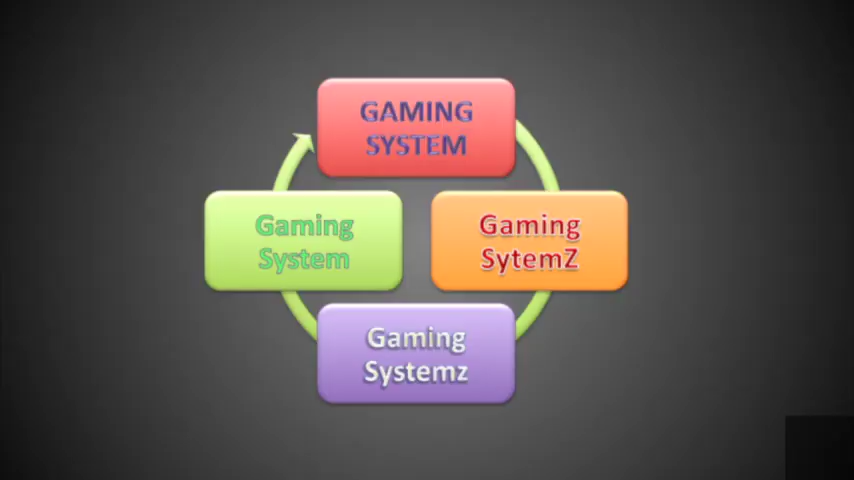 GAMING
SYSTEM
Gaming
System
Gaming
SytemZ
Gaming
Systemz